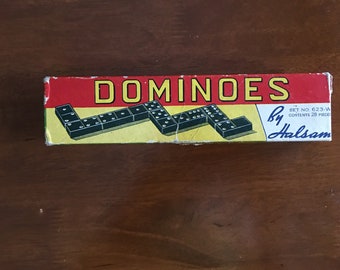 DOMINOES
SET NO. 623-A
CONTENTS 28 PIECES
By
Halsam